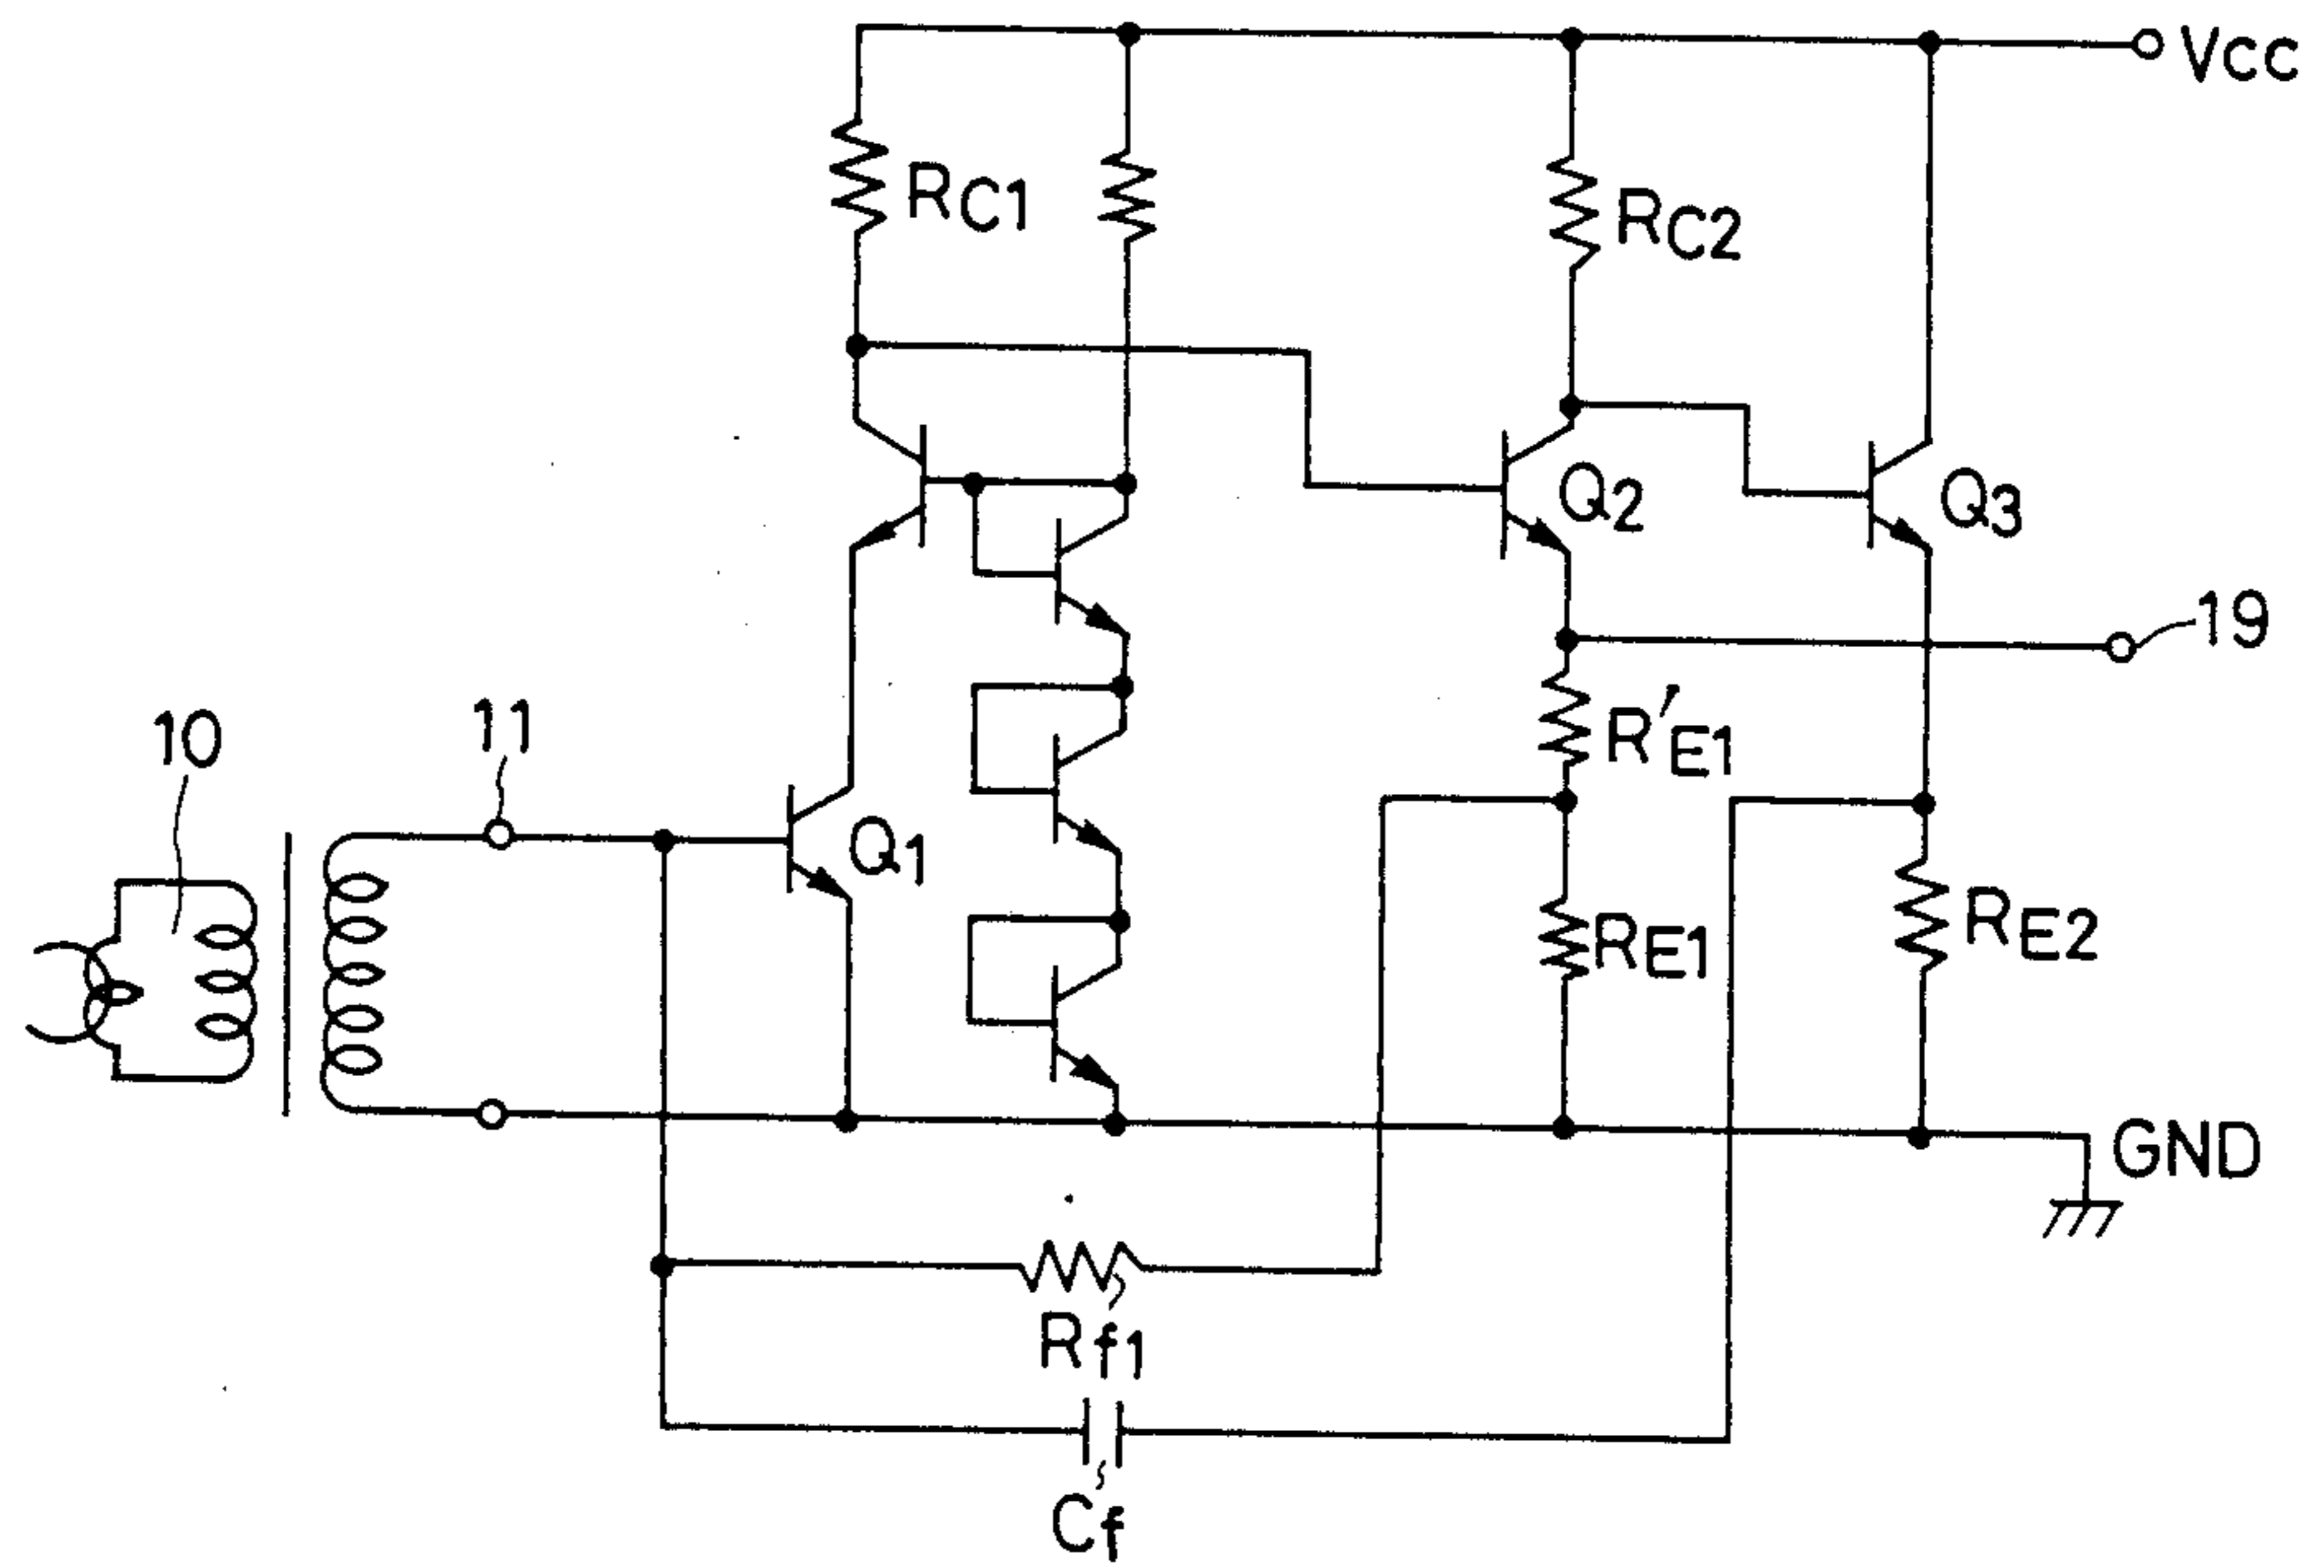 VCC
RC1
RC2
Q2
Q3
19
R'E1
11
10
Q1
RE1
RE2
GND
Rf1
Cf